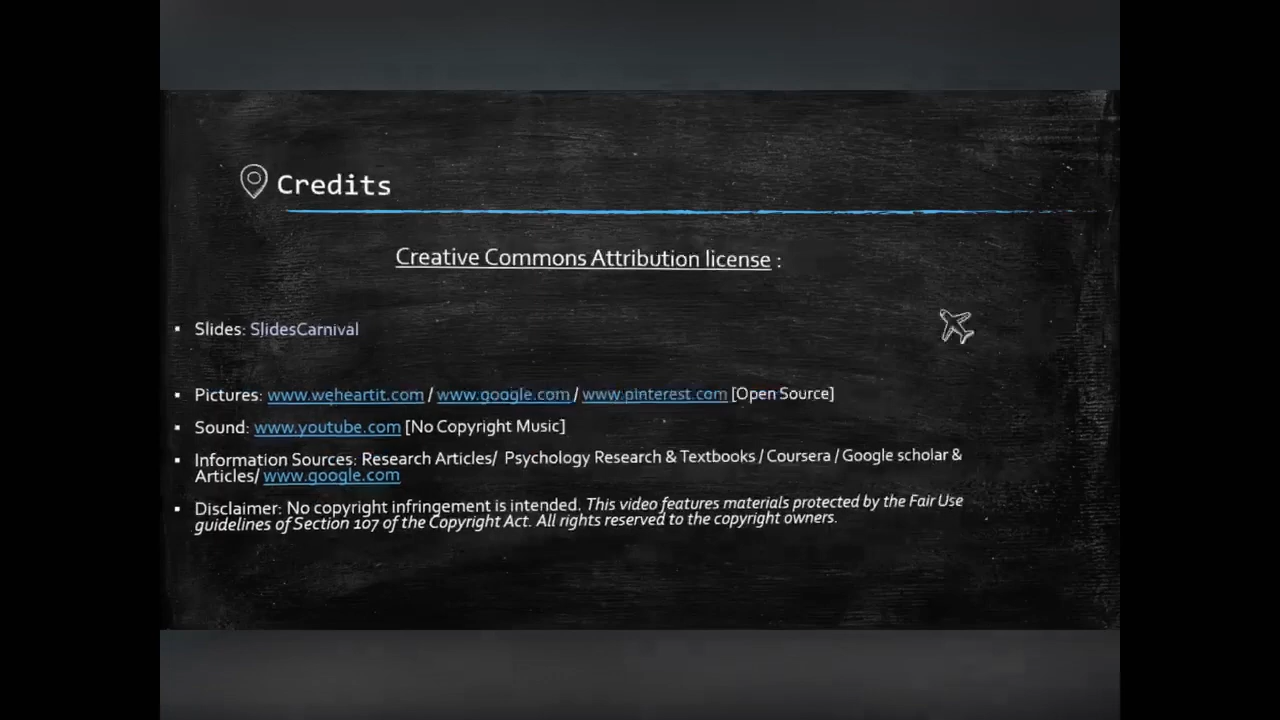 Credits
Creative Commons Attribution license :
▪ Slides: SlidesCarnival
▪ Pictures: www.weheartit.com / www.google.com / www.pinterest.com [Open Source]
▪ Sound: www.youtube.com [No Copyright Music]
▪ Information Sources: Research Articles/ Psychology Research & Textbooks / Coursera / Google scholar &
Articles/ www.google.com
▪ Disclaimer: No copyright infringement is intended. This video features materials protected by the Fair Use
guidelines of Section 107 of the Copyright Act. All rights reserved to the copyright owners.